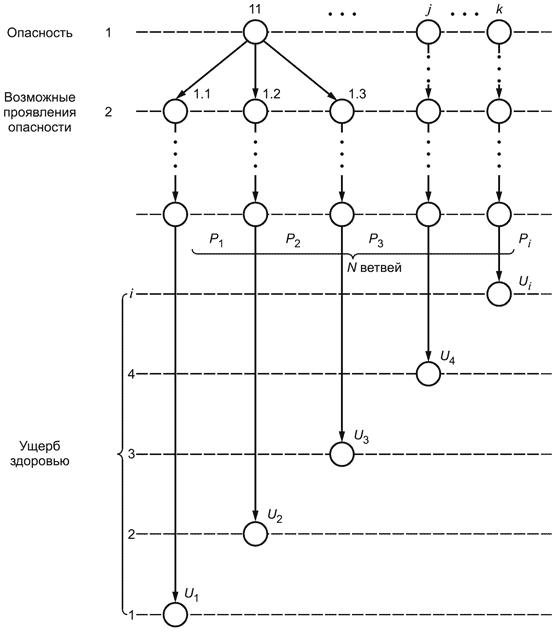 11 . . . j . . . k
Опасность 1
Возможные
проявления
опасности
2
1.1 1.2 1.3
P1 P2 P3 Pi
N ветвей
Ui
i
U4
4
Ущерб
здоровью
U3
3
U2
2
U1
1